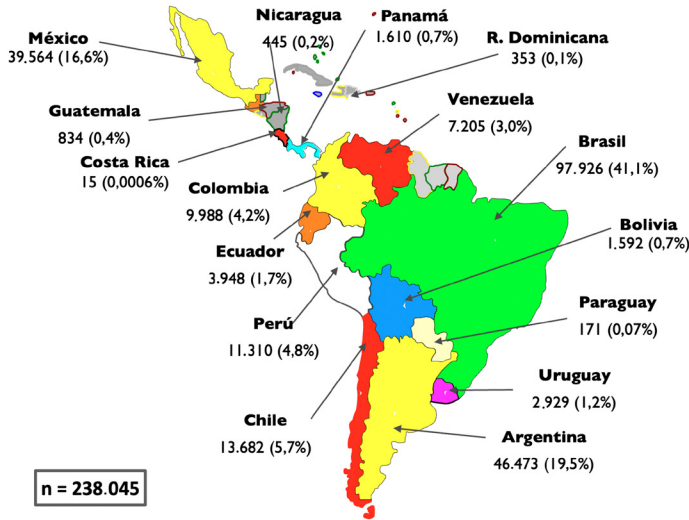 Nicaragua
445 (0,2%)
Panamá
1.610 (0,7%)
México
39.564 (16,6%)
R. Dominicana
353 (0,1%)
Guatemala
834 (0,4%)
Venezuela
7.205 (3,0%)
Costa Rica
15 (0,0006%)
Brasil
97.926 (41,1%)
Colombia
9.988 (4,2%)
Bolivia
1.592 (0,7%)
Ecuador
3.948 (1,7%)
Paraguay
171 (0,07%)
Perú
11.310 (4,8%)
Uruguay
2.929 (1,2%)
Chile
13.682 (5,7%)
Argentina
46.473 (19,5%)
n = 238.045